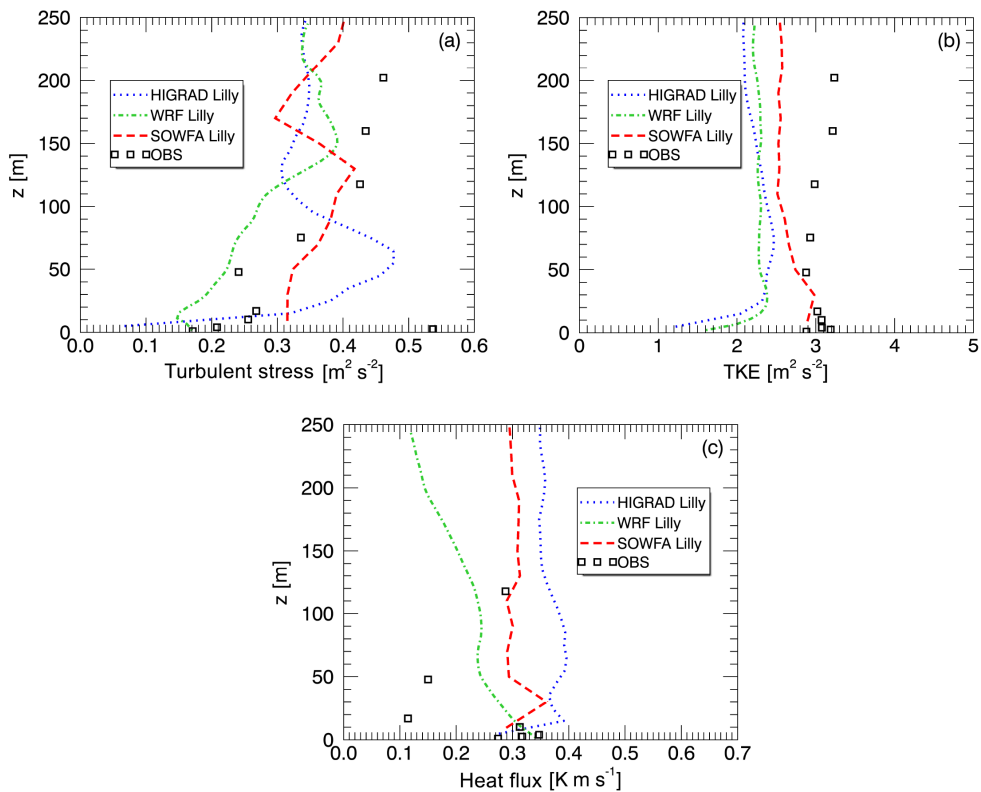 250
200
150
100
50
0
z [m]
(a)
HIGRAD Lilly
WRF Lilly
SOWFA Lilly
OBS
0.0 0.1 0.2 0.3 0.4 0.5 0.6
Turbulent stress [m² s⁻²]
250
200
150
100
50
0
z [m]
(b)
HIGRAD Lilly
WRF Lilly
SOWFA Lilly
OBS
0 1 2 3 4 5
TKE [m² s⁻²]
250
200
150
100
50
0
z [m]
(c)
HIGRAD Lilly
WRF Lilly
SOWFA Lilly
OBS
0.0 0.1 0.2 0.3 0.4 0.5 0.6 0.7
Heat flux [K m s⁻¹]